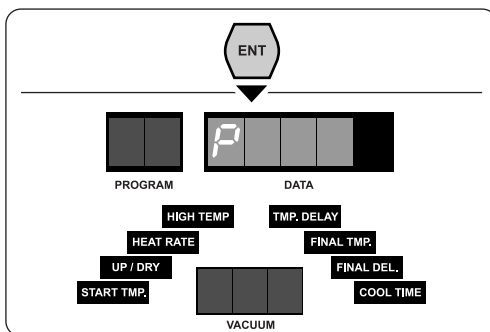 ENT
P
PROGRAM DATA
HIGH TEMP TMP. DELAY
HEAT RATE FINAL TMP.
UP / DRY FINAL DEL.
START TMP. COOL TIME
VACUUM